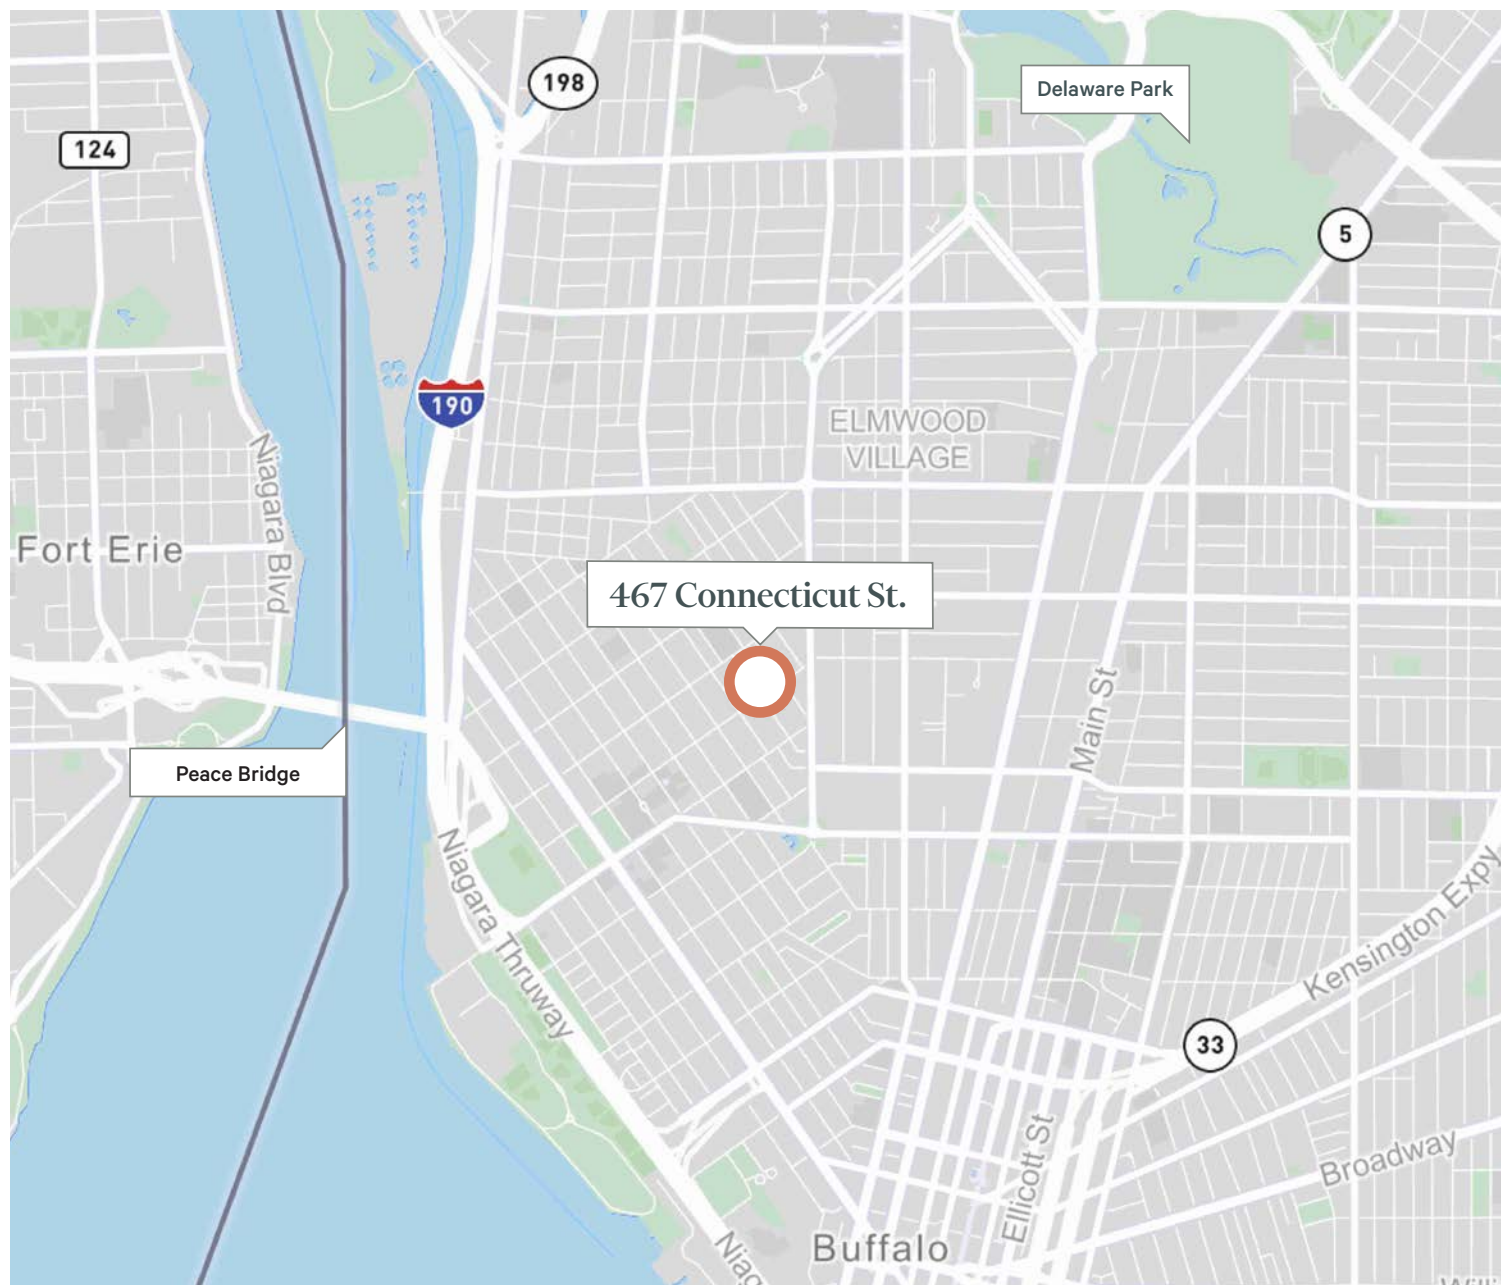 198
Delaware Park
124
5
190
ELMWOOD
VILLAGE
Niagara Blvd
Fort Erie
467 Connecticut St.
Main St
Peace Bridge
Niagara Thruway
Kensington Expy
33
Ellicott St
Broadway
Buffalo
Niag